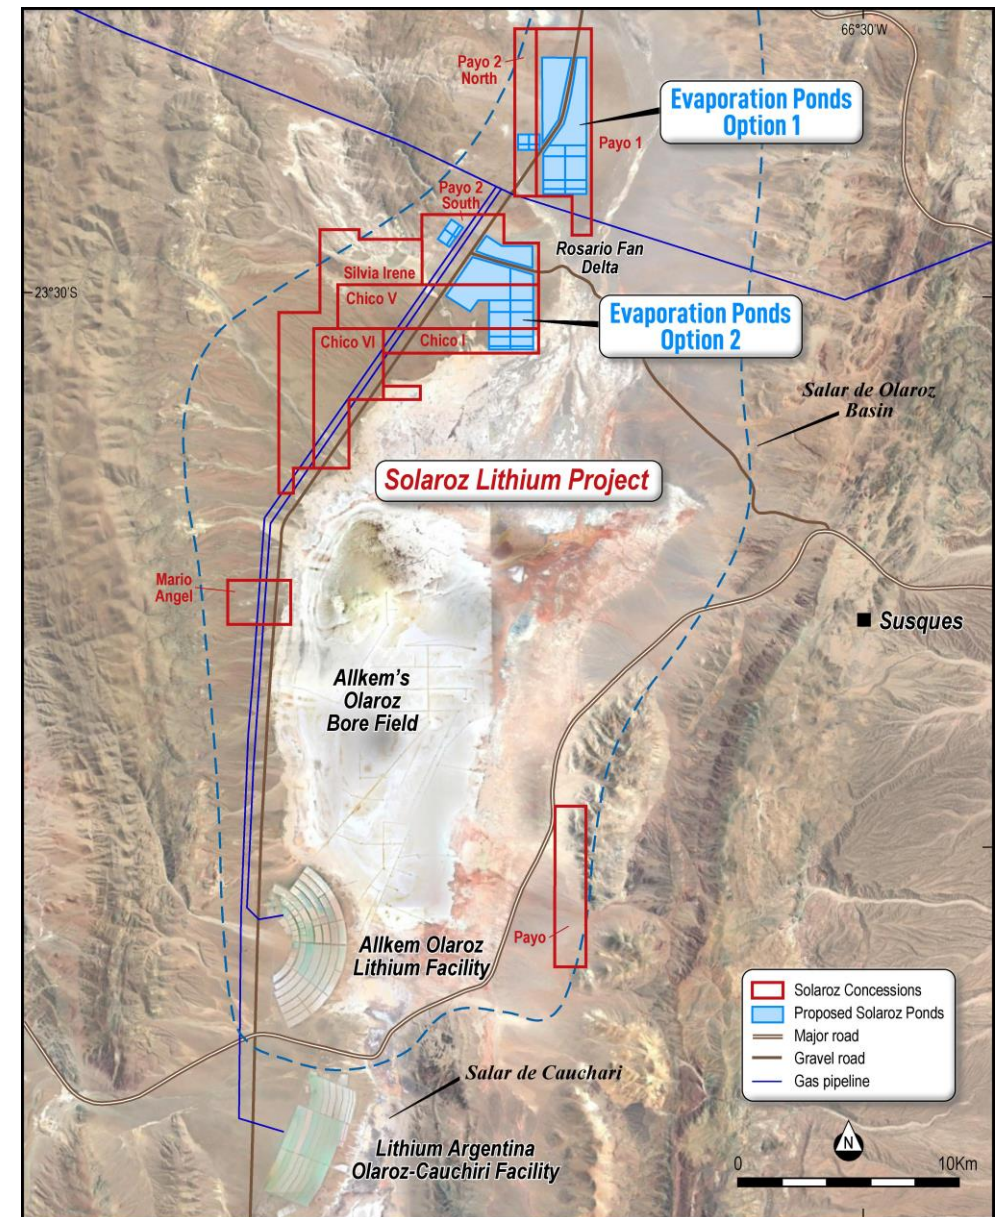 66°30'W
Payo 2
North
Evaporation Ponds
Option 1
Payo 1
Payo 2
South
Rosario Fan
Delta
Silvia Irene
23°30'S
Chico V
Evaporation Ponds
Option 2
Chico VI
Chico I
Salar de Olaroz
Basin
Solaroz Lithium Project
Mario
Angel
Susques
Allkem's
Olaroz
Bore Field
Payo
Allkem Olaroz
Lithium Facility
Solaroz Concessions
Proposed Solaroz Ponds
Major road
Gravel road
Gas pipeline
Salar de Cauchari
Lithium Argentina
Olaroz-Cauchiri Facility
N
0
10Km